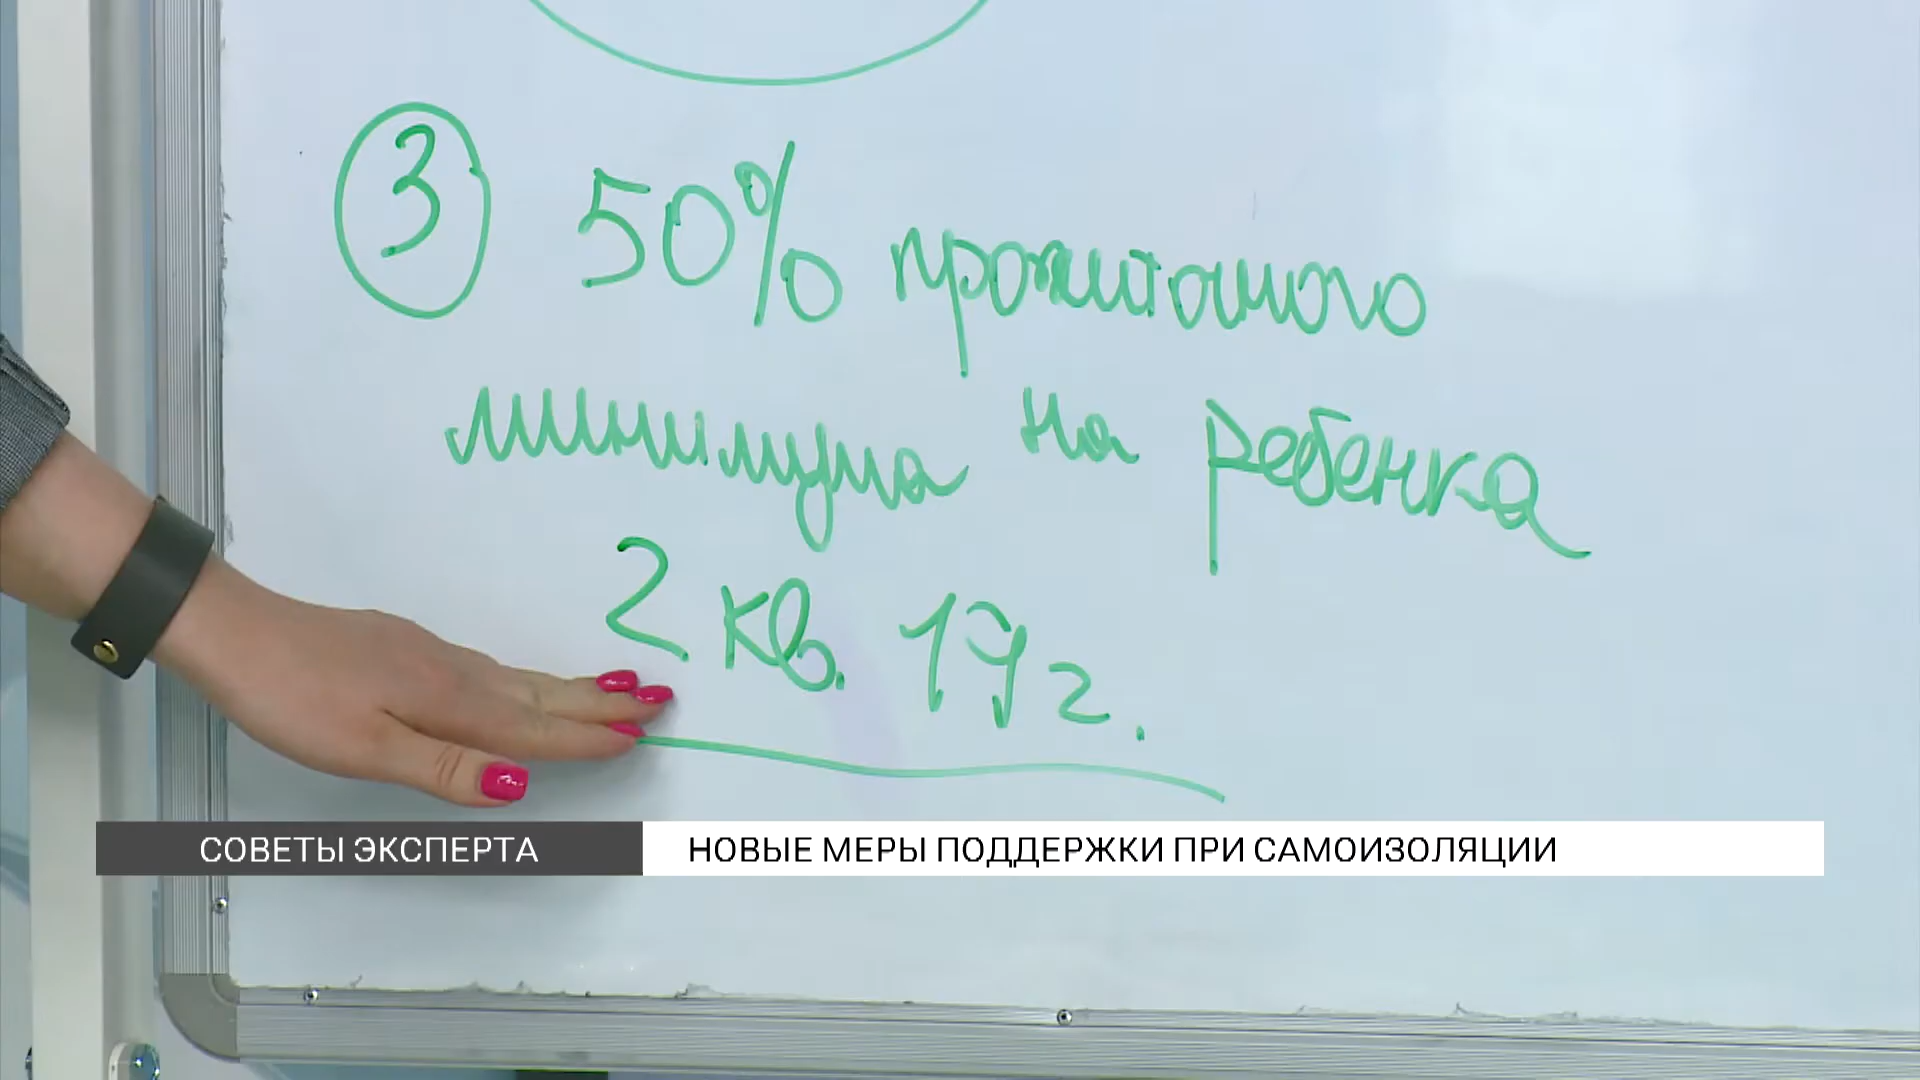 3 50% прожиточного
минимума на ребенка
2 кв. 19 г.
СОВЕТЫ ЭКСПЕРТА НОВЫЕ МЕРЫ ПОДДЕРЖКИ ПРИ САМОИЗОЛЯЦИИ